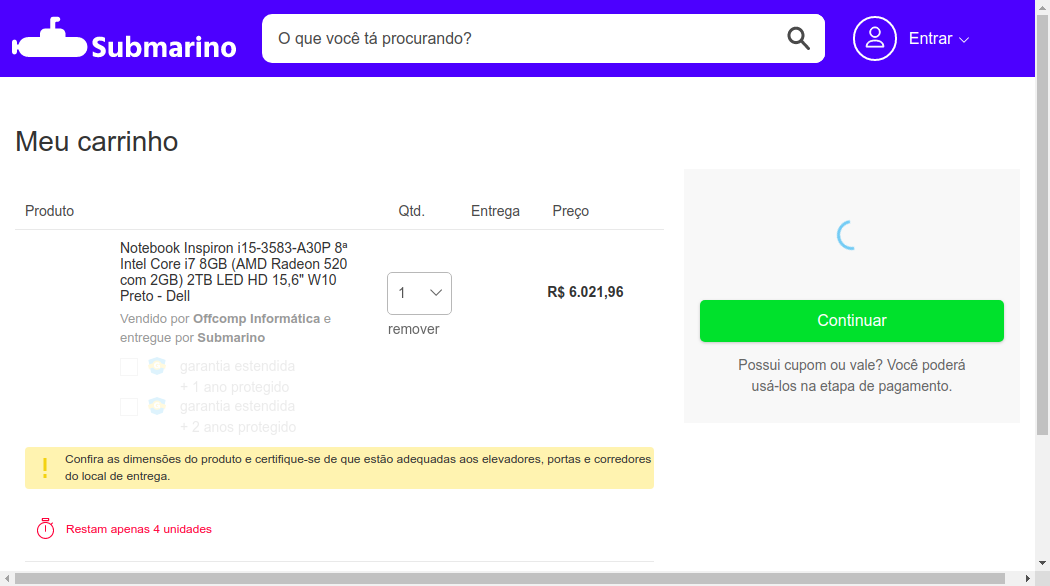 Submarino
O que você tá procurando?
Entrar
Meu carrinho
Produto
Qtd.
Entrega
Preço
Notebook Inspiron i15-3583-A30P 8ª
Intel Core i7 8GB (AMD Radeon 520
com 2GB) 2TB LED HD 15,6" W10
Preto - Dell
Vendido por Offcomp Informática e
entregue por Submarino
1
remover
R$ 6.021,96
garantia estendida
+ 1 ano protegido
garantia estendida
+ 2 anos protegido
Confira as dimensões do produto e certifique-se de que estão adequadas aos elevadores, portas e corredores
do local de entrega.
Restam apenas 4 unidades
Continuar
Possui cupom ou vale? Você poderá
usá-los na etapa de pagamento.